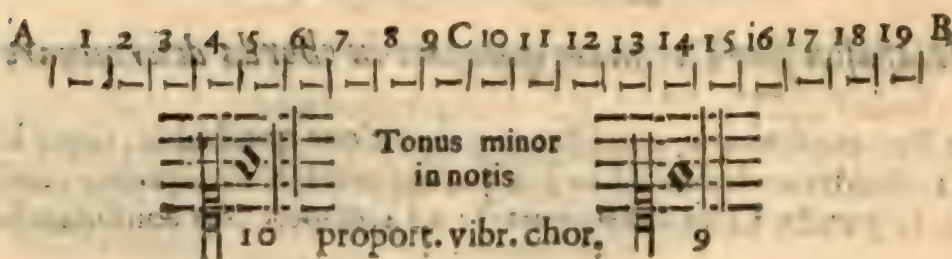 A 1 2 3 4 5 6 7 8 9 C 10 11 12 13 14 15 16 17 18 19 B
Tonus minor
in notis
10 proport. vibr. chor. 9